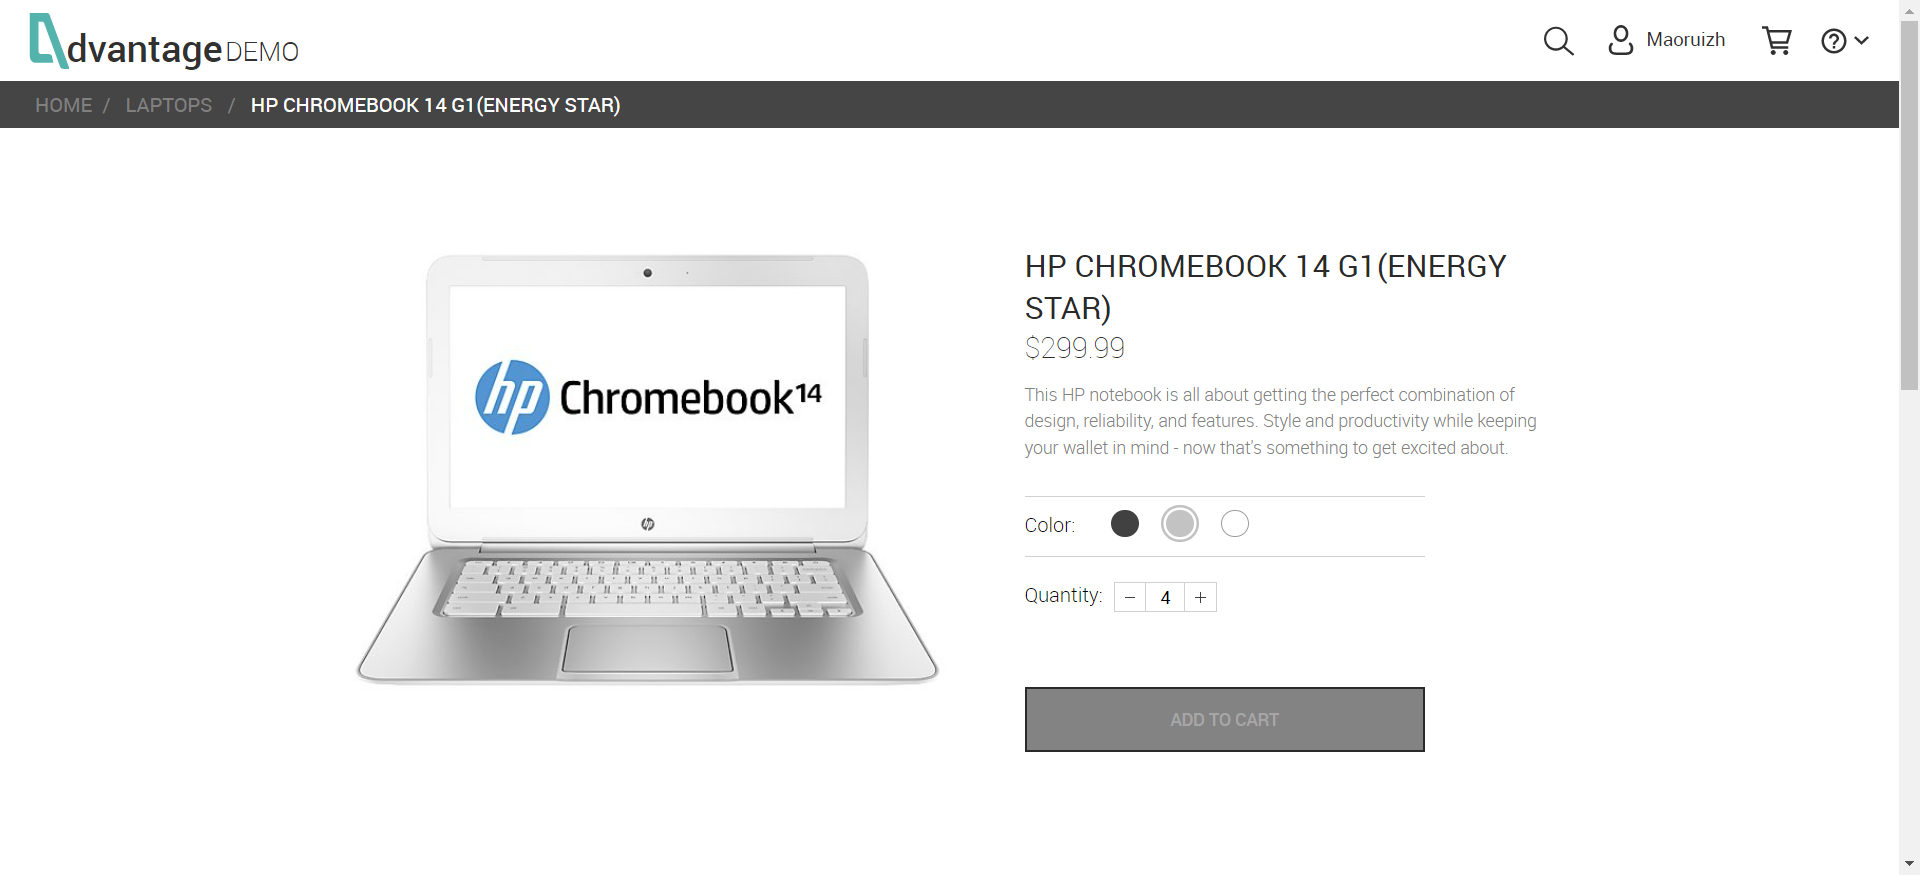 dvantage DEMO
Maoruizh
HOME / LAPTOPS / HP CHROMEBOOK 14 G1(ENERGY STAR)
hp Chromebook14
hp
HP CHROMEBOOK 14 G1(ENERGY
STAR)
$299.99
This HP notebook is all about getting the perfect combination of
design, reliability, and features. Style and productivity while keeping
your wallet in mind - now that's something to get excited about.
Color:
Quantity: − 4 +
ADD TO CART